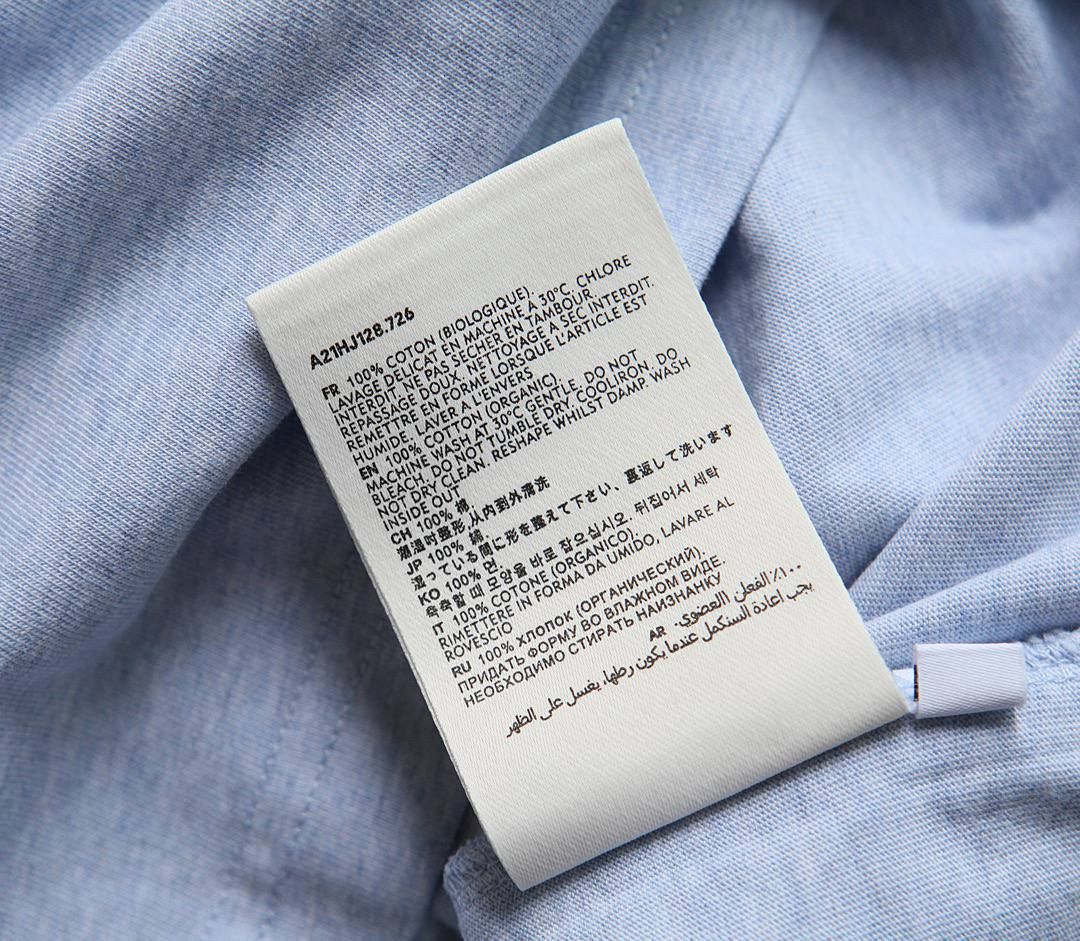 A21HJ128.726
FR 100% COTON (BIOLOGIQUE).
LAVAGE DELICAT EN MACHINE A 30°C. CHLORE
INTERDIT. NE PAS SECHER EN TAMBOUR.
REPASSAGE DOUX. NETTOYAGE A SEC INTERDIT.
REMETTRE EN FORME LORSQUE L'ARTICLE EST
HUMIDE, LAVER A L'ENVERS
EN 100% COTTON (ORGANIC).
MACHINE WASH AT 30°C GENTLE. DO NOT
BLEACH. DO NOT TUMBLE DRY. COOLIRON. DO
NOT DRY CLEAN. RESHAPE WHILST DAMP. WASH
INSIDE OUT
CH 100% 棉
潮湿时整形,以内到外清洗
JP 100% 綿
湿っている間に形を整えて下さい、裏返して洗います
KO 100% 면.
축축할 때 모양을 바로 잡으십시오. 뒤집어서 세탁
IT 100% COTONE (ORGANICO).
RIMETTERE IN FORMA DA UMIDO, LAVARE AL
ROVESCIO
RU 100% ХЛОПОК (ОРГАНИЧЕСКИЙ).
ПРИДАТЬ ФОРМУ ВО ВЛАЖНОМ ВИДЕ.
НЕОБХОДИМО СТИРАТЬ НАИЗНАНКУ
AR .١٠٠٪ القطن العضوي
يجب اعادة الستكمل عندما يكون رطها، يغسل على الظهر